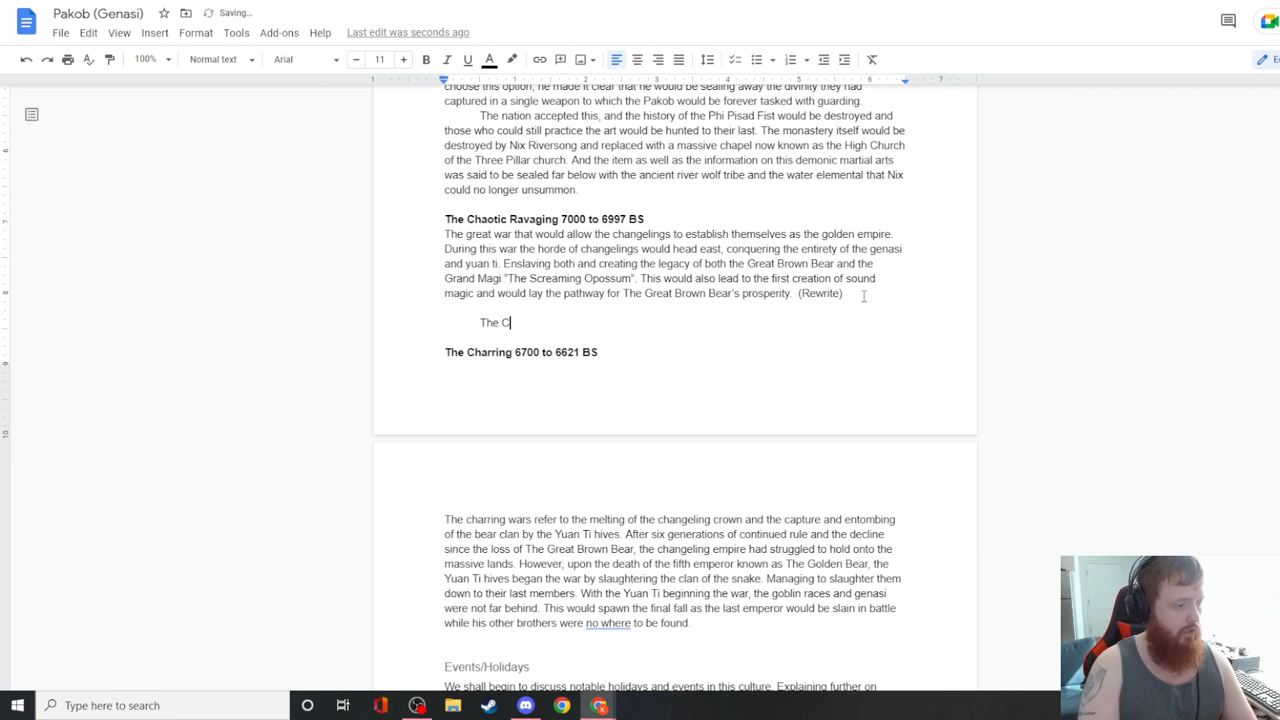 Pakob (Genasi)
Saving...
File Edit View Insert Format Tools Add-ons Help Last edit was seconds ago
100% Normal text Arial 11
1 1 2 3 4 5 6 7
choose this option, he made it clear that he would be sealing away the divinity they had
captured in a single weapon to which the Pakob would be forever tasked with guarding.
The nation accepted this, and the history of the Phi Pisad Fist would be destroyed and
those who could still practice the art would be hunted to their last. The monastery itself would be
destroyed by Nix Riversong and replaced with a massive chapel now known as the High Church
of the Three Pillar church. And the item as well as the information on this demonic martial arts
was said to be sealed far below with the ancient river wolf tribe and the water elemental that Nix
could no longer unsummon.
The Chaotic Ravaging 7000 to 6997 BS
The great war that would allow the changelings to establish themselves as the golden empire.
During this war the horde of changelings would head east, conquering the entirety of the genasi
and yuan ti. Enslaving both and creating the legacy of both the Great Brown Bear and the
Grand Magi "The Screaming Opossum". This would also lead to the first creation of sound
magic and would lay the pathway for The Great Brown Bear's prosperity. (Rewrite)
The C
The Charring 6700 to 6621 BS
The charring wars refer to the melting of the changeling crown and the capture and entombing
of the bear clan by the Yuan Ti hives. After six generations of continued rule and the decline
since the loss of The Great Brown Bear, the changeling empire had struggled to hold onto the
massive lands. However, upon the death of the fifth emperor known as The Golden Bear, the
Yuan Ti hives began the war by slaughtering the clan of the snake. Managing to slaughter them
down to their last members. With the Yuan Ti beginning the war, the goblin races and genasi
were not far behind. This would spawn the final fall as the last emperor would be slain in battle
while his other brothers were no where to be found.
Events/Holidays
We shall begin to discuss notable holidays and events in this culture. Explaining further on
Type here to search